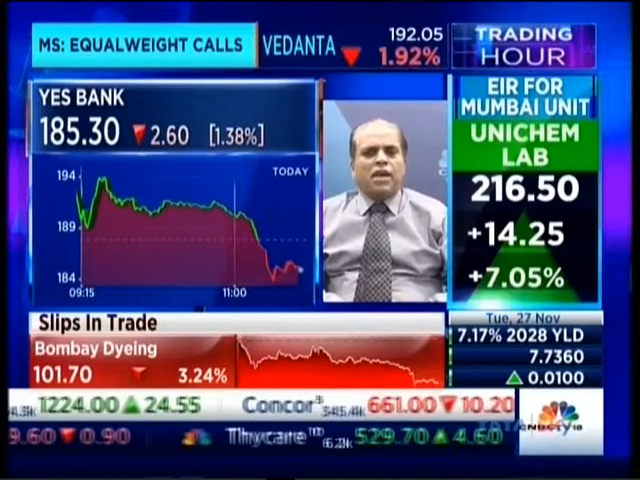 MS: EQUALWEIGHT CALLS
VEDANTA
192.05
1.92%
TRADING
HOUR
YES BANK
185.30 2.60 [1.38%]
TODAY
194
189
184
09:15 11:00
EIR FOR
MUMBAI UNIT
UNICHEM
LAB
216.50
+14.25
+7.05%
Slips In Trade
Bombay Dyeing
101.70 3.24%
Tue, 27 Nov
7.17% 2028 YLD
7.7360
0.0100
1224.00 24.55 Concor 661.00 10.20
9.60 0.90 Thycare 529.70 4.60
CNBC TV18